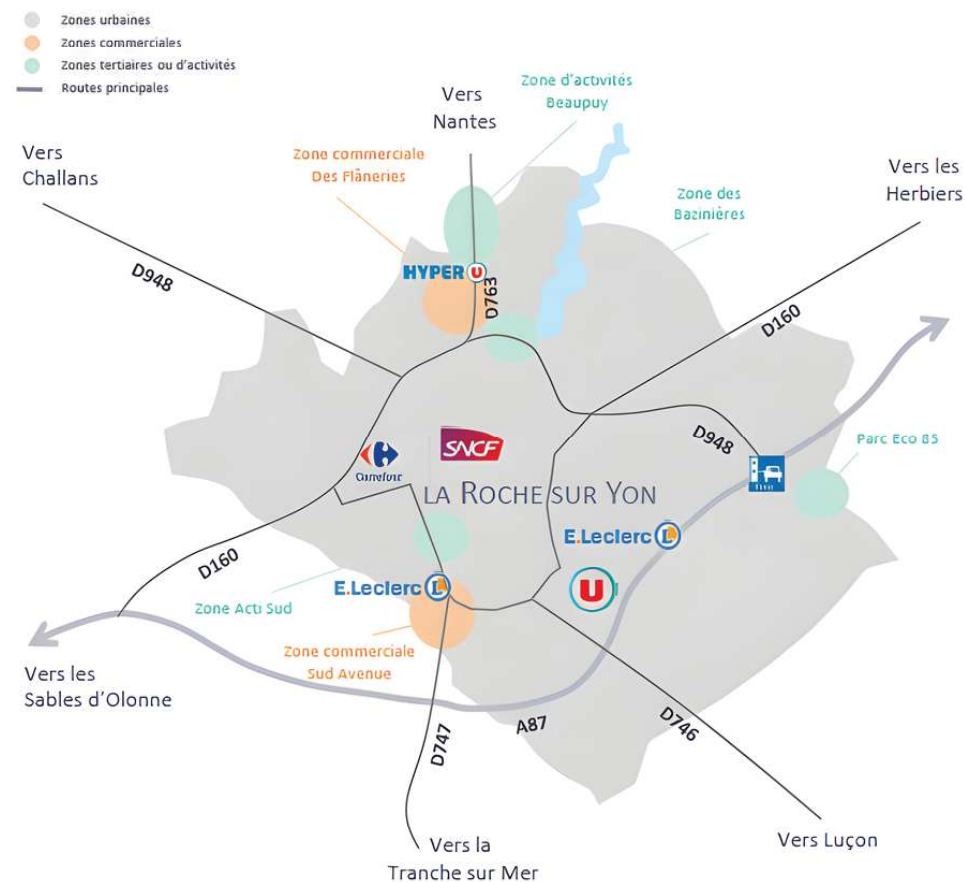 Zones urbaines
Zones commerciales
Zones tertiaires ou d'activités
Routes principales
Zone d'activités
Beaupuy
Vers
Nantes
Vers
Challans
Zone commerciale
Des Flâneries
Vers les
Herbiers
Zone des
Bazinières
D948
HYPER U
D763
D160
D948
Parc Eco 85
SNCF
Carrefour
LA ROCHE SUR YON
E.Leclerc L
D160
E.Leclerc L
U
Zone Acti Sud
Zone commerciale
Sud Avenue
Vers les
Sables d'Olonne
A87
D746
D747
Vers la
Tranche sur Mer
Vers Luçon